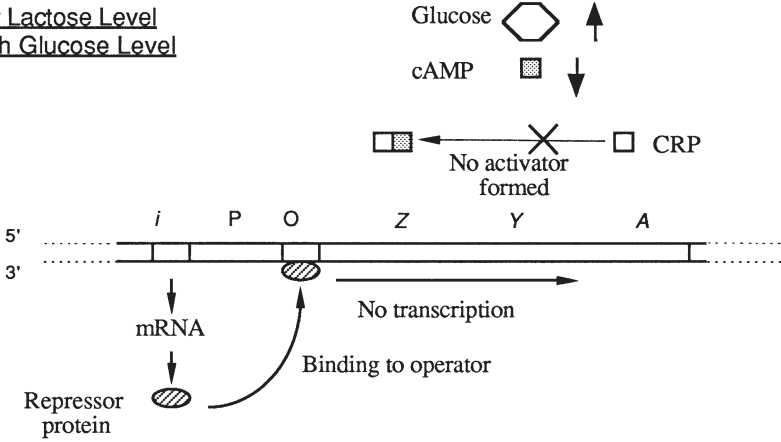 Lactose Level
Glucose Level
Glucose
cAMP
CRP
No activator
formed
i P O Z Y A
5'
3'
No transcription
mRNA
Binding to operator
Repressor
protein